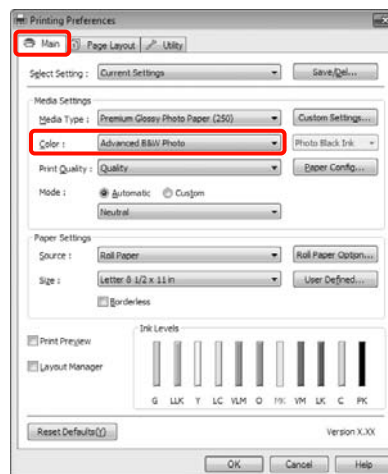 Printing Preferences
Main Page Layout Utility
Select Setting : Current Settings Save/Del...
Media Settings
Media Type : Premium Glossy Photo Paper (250) Custom Settings...
Color : Advanced B&W Photo Photo Black Ink
Print Quality : Quality Paper Config...
Mode : Automatic Custom
Neutral
Paper Settings
Source : Roll Paper Roll Paper Option...
Size : Letter 8 1/2 x 11 in User Defined...
Borderless
Print Preview
Layout Manager
Ink Levels
G LLK Y LC VLM O MK VM LK C PK
Reset Defaults(Y) Version X.XX
OK Cancel Help